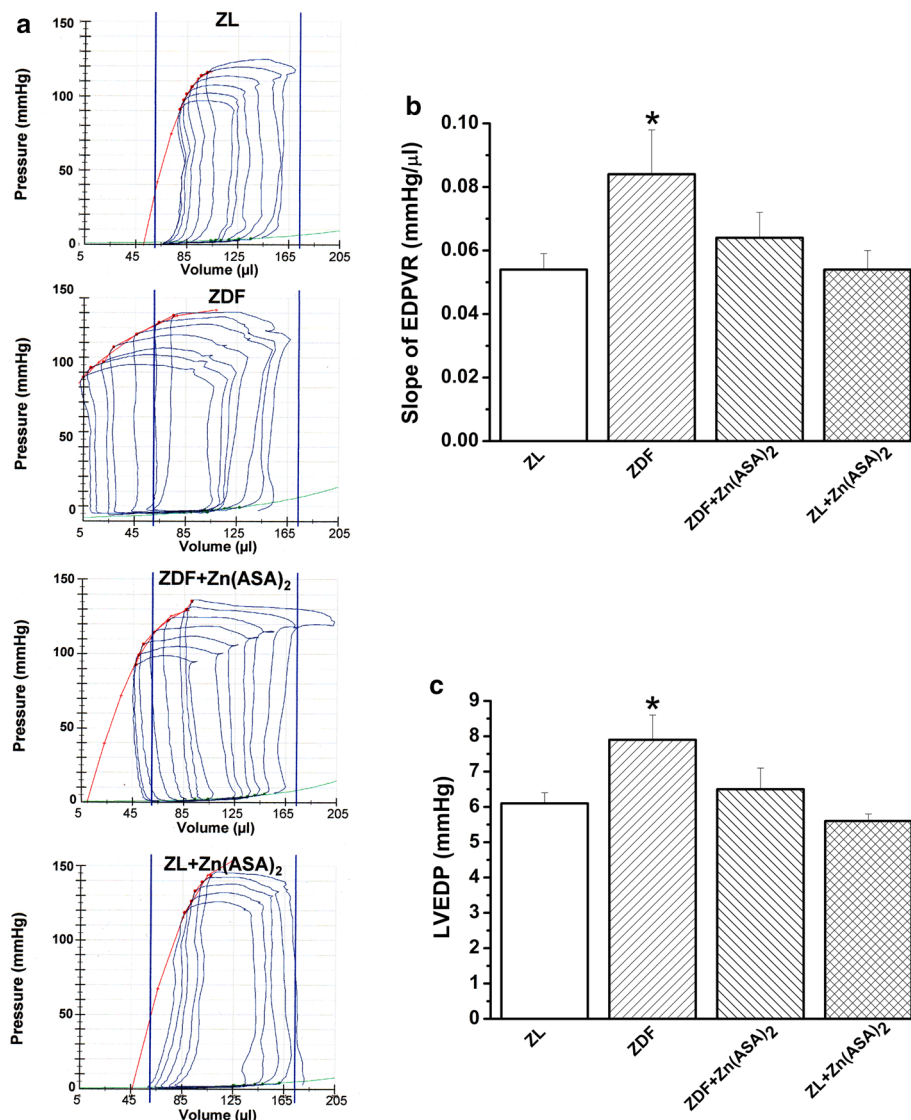 a
ZL
Pressure (mmHg)
150
100
50
0
5 45 85 125 165 205
Volume (µl)
ZDF
Pressure (mmHg)
150
100
50
0
5 45 85 125 165 205
Volume (µl)
ZDF+Zn(ASA)2
Pressure (mmHg)
150
100
50
0
5 45 85 125 165 205
Volume (µl)
ZL+Zn(ASA)2
Pressure (mmHg)
150
100
50
0
5 45 85 125 165 205
Volume (µl)
b
Slope of EDPVR (mmHg/µl)
0.10
0.08
0.06
0.04
0.02
0.00
*
ZL
ZDF
ZDF+Zn(ASA)2
ZL+Zn(ASA)2
c
LVEDP (mmHg)
9
8
7
6
5
4
3
2
1
0
*
ZL
ZDF
ZDF+Zn(ASA)2
ZL+Zn(ASA)2